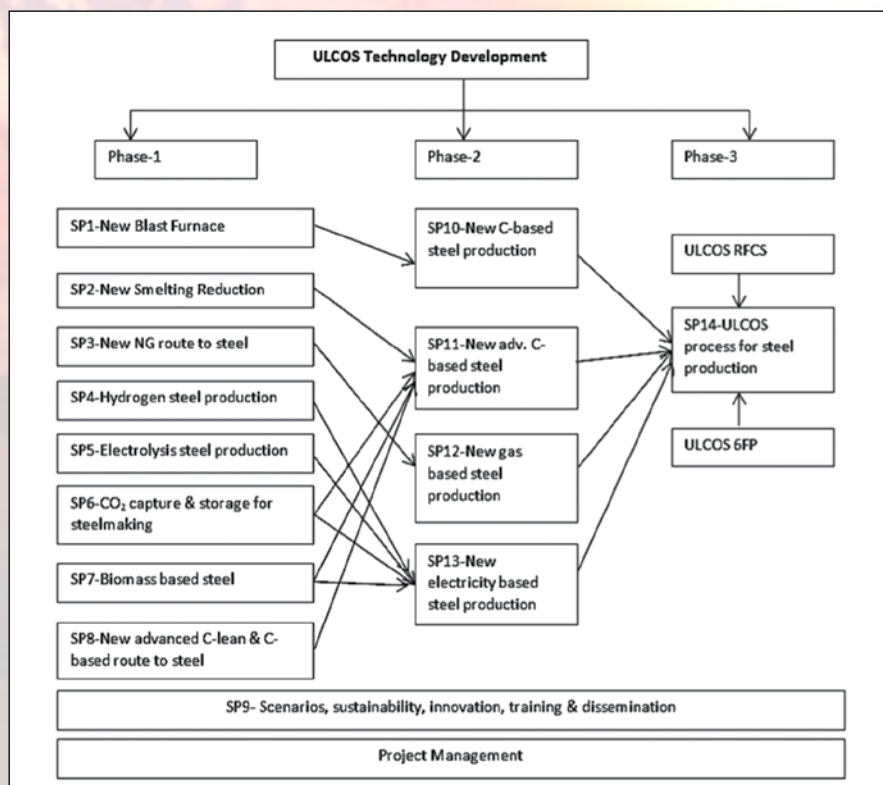 ULCOS Technology Development
Phase-1
Phase-2
Phase-3
SP1-New Blast Furnace
SP2-New Smelting Reduction
SP3-New NG route to steel
SP4-Hydrogen steel production
SP5-Electrolysis steel production
SP6-CO₂ capture & storage for
steelmaking
SP7-Biomass based steel
SP8-New advanced C-lean & C-
based route to steel
SP10-New C-based
steel production
SP11-New adv. C-
based steel
production
SP12-New gas
based steel
production
SP13-New
electricity based
steel production
ULCOS RFCS
SP14-ULCOS
process for steel
production
ULCOS 6FP
SP9- Scenarios, sustainability, innovation, training & dissemination
Project Management